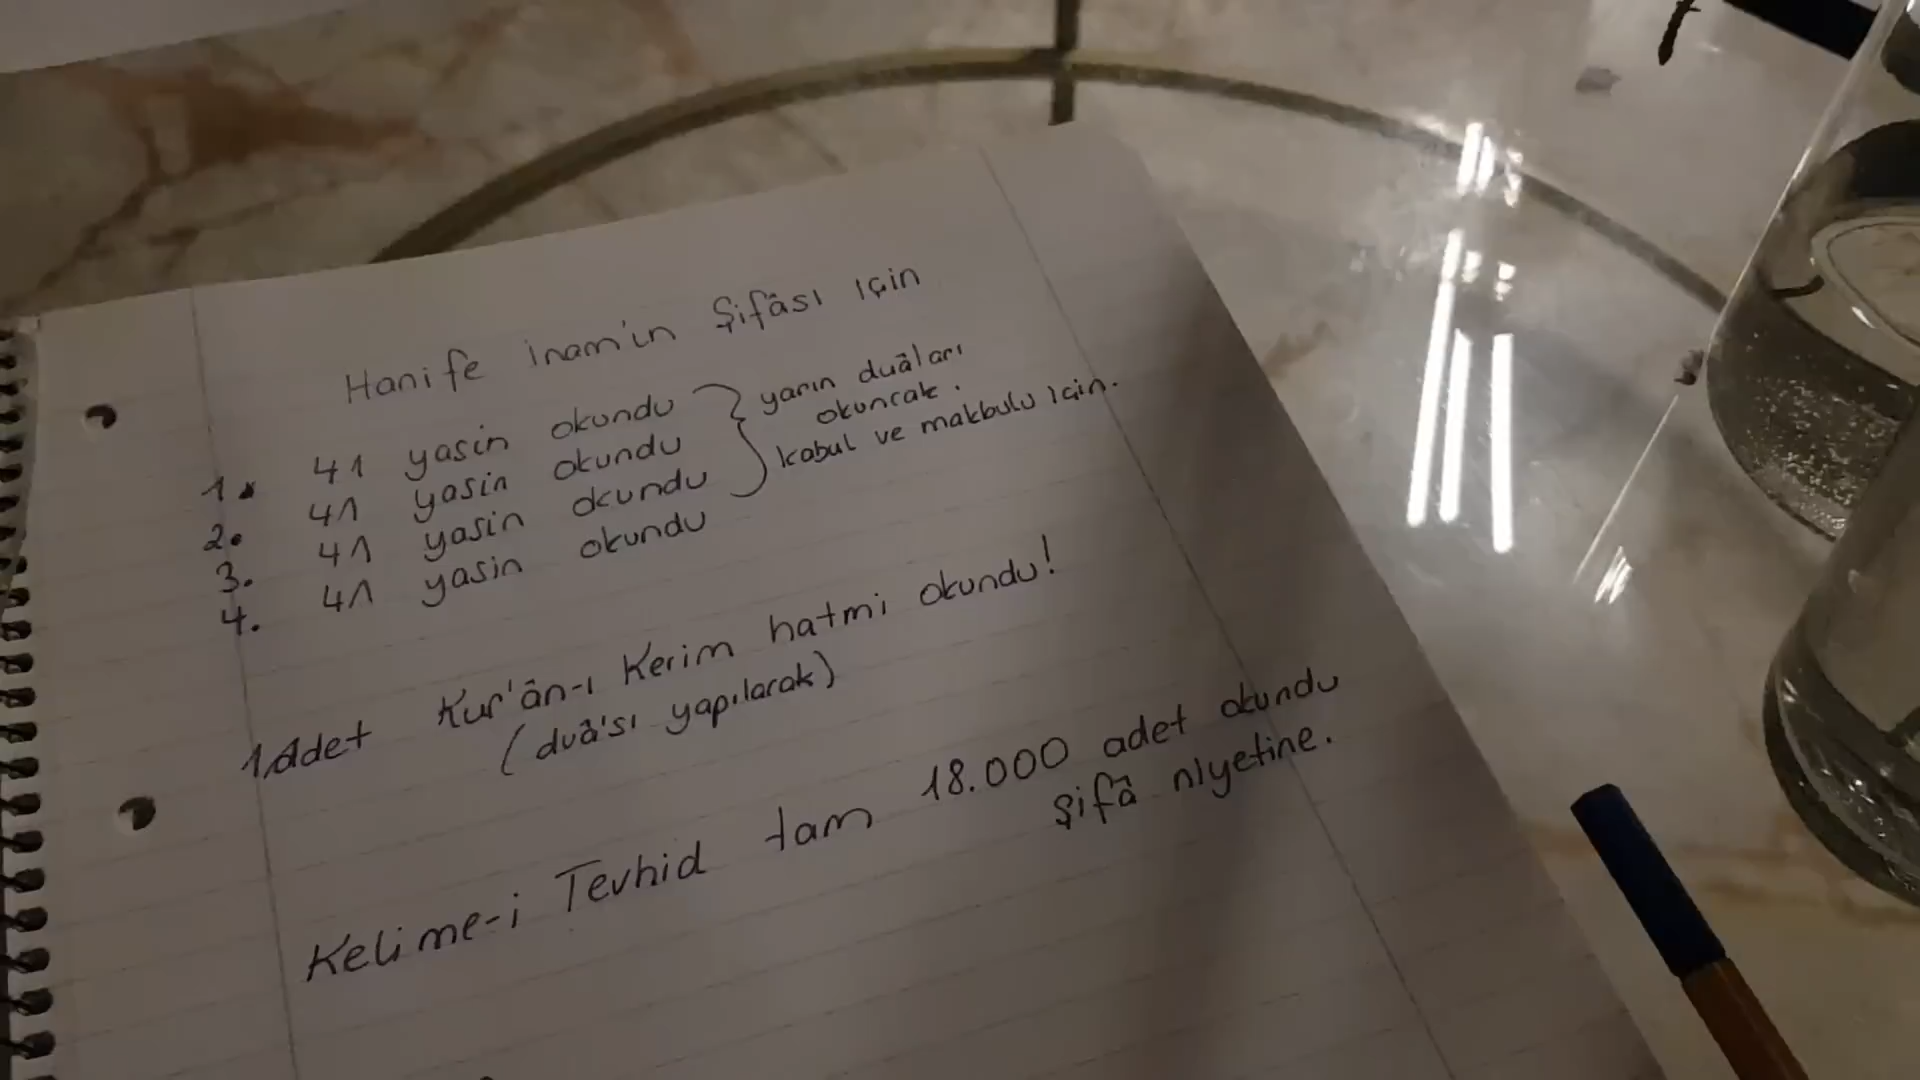 Hanife inam'ın Şifâsı için
1. 41 yasin okundu
2. 41 yasin okundu
3. 41 yasin okundu
4. 41 yasin okundu
yarın duâları
okuncak.
kabul ve makbulu için.
1 Adet Kur'ân-ı Kerim hatmi okundu!
(duâ'sı yapılarak)
Kelime-i Tevhid tam 18.000 adet okundu
şifâ niyetine.